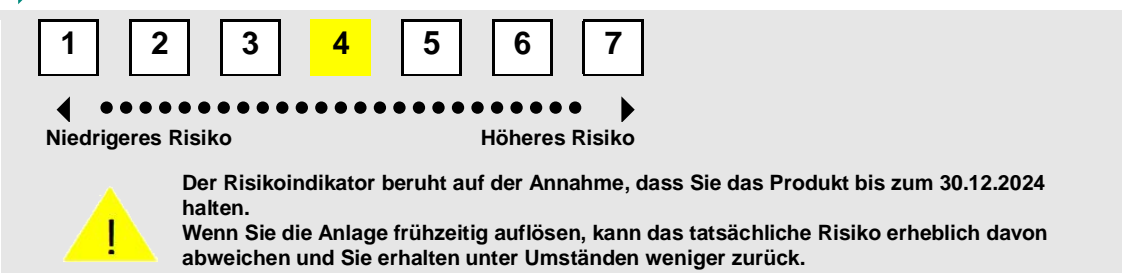 1 2 3 4 5 6 7
Niedrigeres Risiko Höheres Risiko
Der Risikoindikator beruht auf der Annahme, dass Sie das Produkt bis zum 30.12.2024
halten.
!
Wenn Sie die Anlage frühzeitig auflösen, kann das tatsächliche Risiko erheblich davon
abweichen und Sie erhalten unter Umständen weniger zurück.